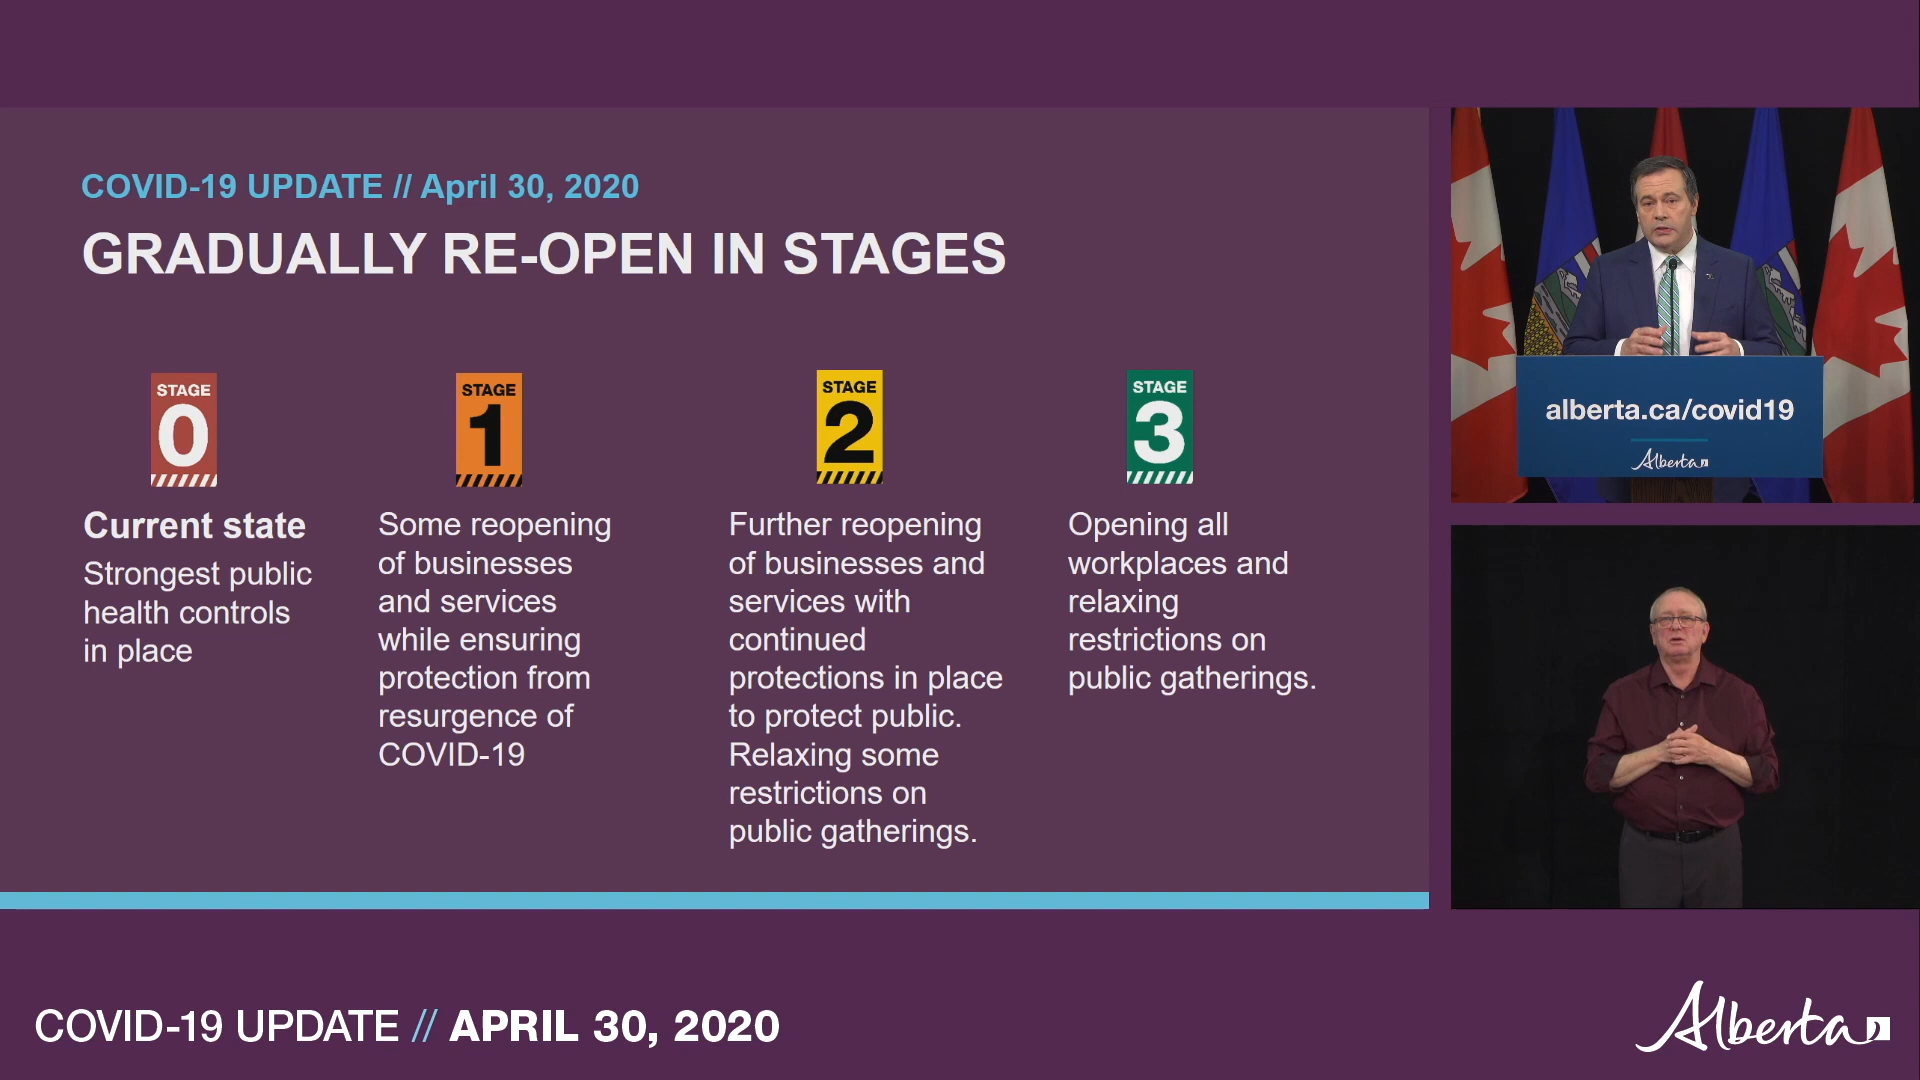 COVID-19 UPDATE // April 30, 2020
GRADUALLY RE-OPEN IN STAGES
STAGE
0
Current state
Strongest public
health controls
in place
STAGE
1
Some reopening
of businesses
and services
while ensuring
protection from
resurgence of
COVID-19
STAGE
2
Further reopening
of businesses and
services with
continued
protections in place
to protect public.
Relaxing some
restrictions on
public gatherings.
STAGE
3
Opening all
workplaces and
relaxing
restrictions on
public gatherings.
alberta.ca/covid19
Alberta
COVID-19 UPDATE // APRIL 30, 2020
Alberta